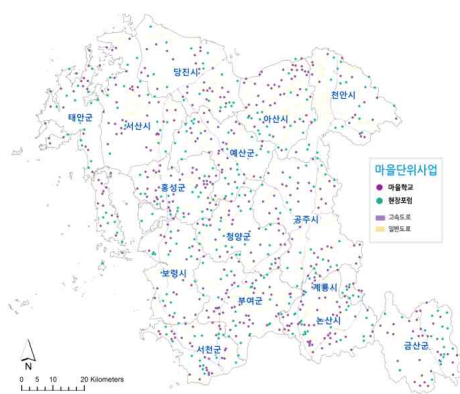 당진시
천안시
태안군
서산시
아산시
예산군
마을단위사업
마을학교
현장포럼
고속도로
일반도로
홍성군
공주시
청양군
보령시
계룡시
부여군
논산시
서천군
금산군
N
0 5 10 20 Kilometers